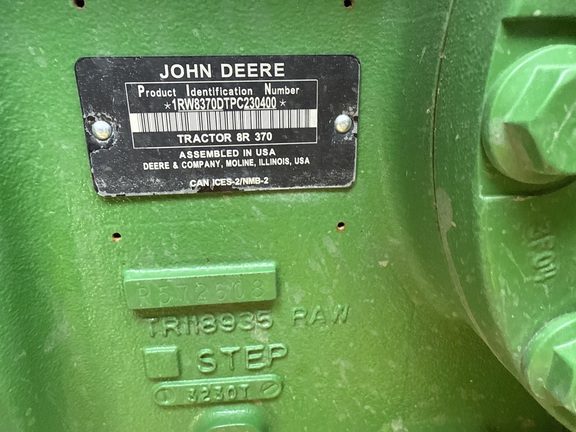 JOHN DEERE
Product Identification Number
*1RW8370DTPC230400*
TRACTOR 8R 370
ASSEMBLED IN USA
DEERE & COMPANY, MOLINE, ILLINOIS, USA
CAN ICES-2/NMB-2
TR118935 RAW
STEP
3230T